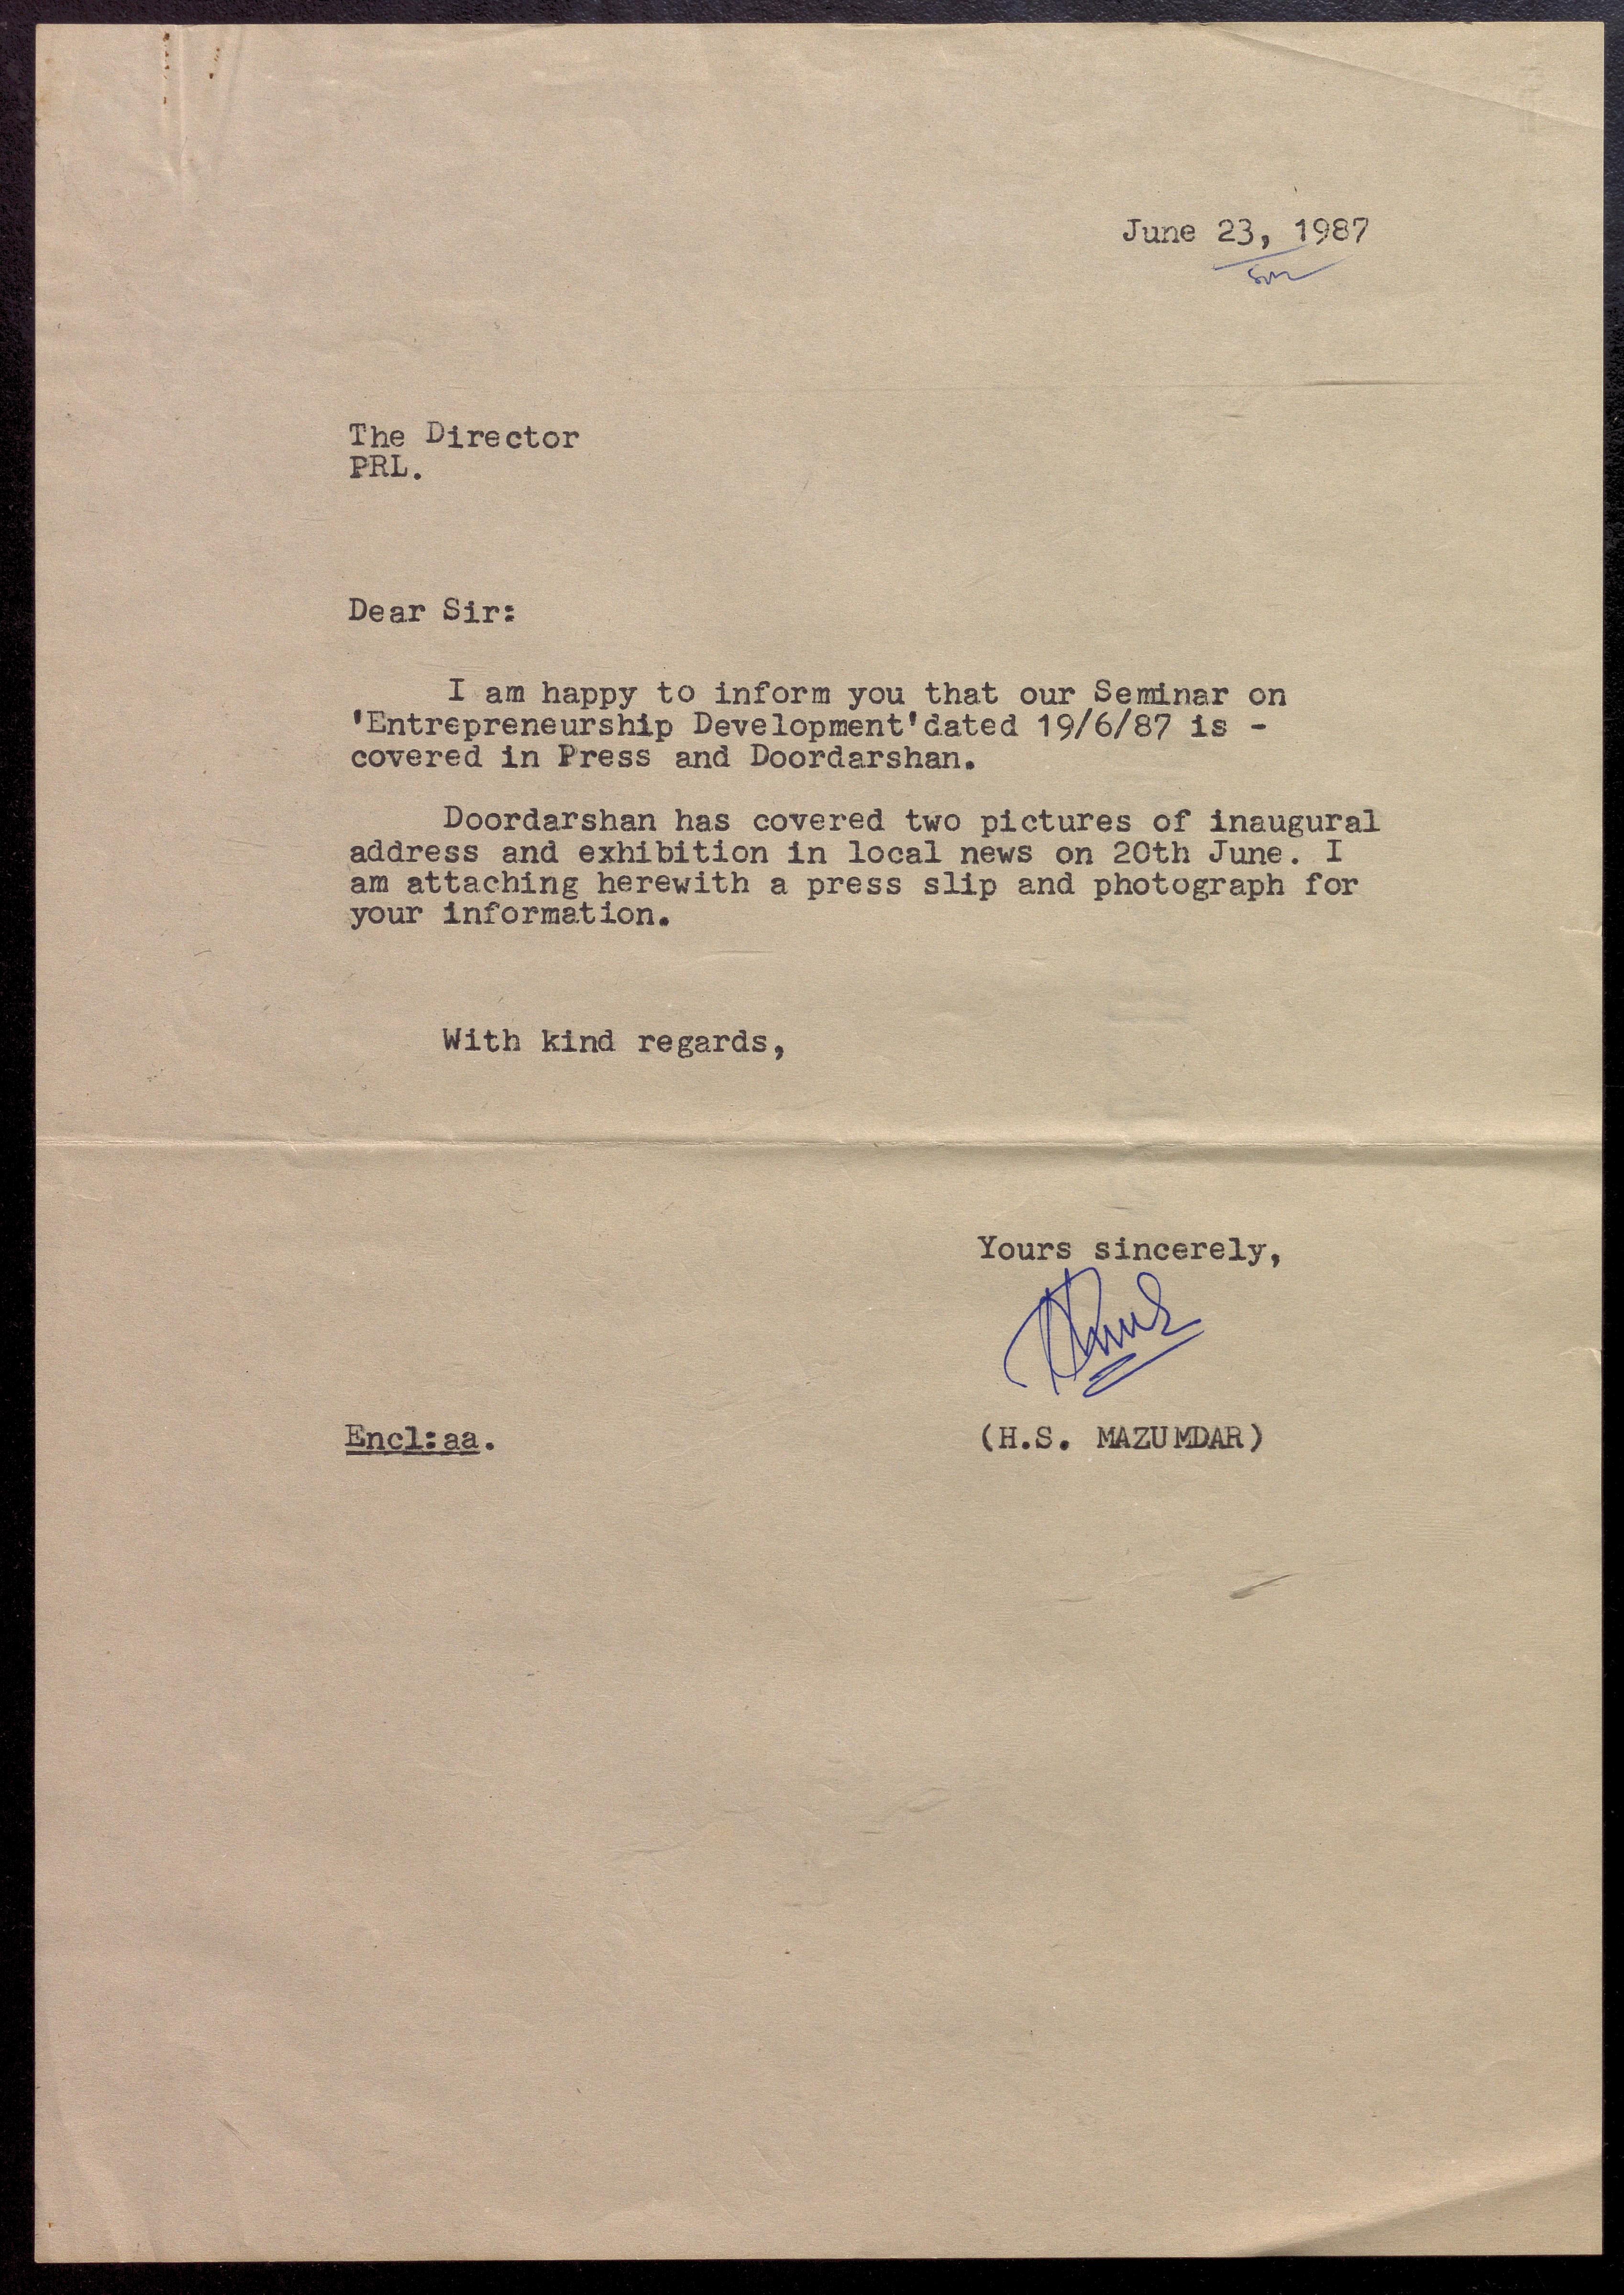 June 23, 1987
The Director
PRL.
Dear Sir:
I am happy to inform you that our Seminar on
'Entrepreneurship Development'dated 19/6/87 is -
covered in Press and Doordarshan.
Doordarshan has covered two pictures of inaugural
address and exhibition in local news on 20th June. I
am attaching herewith a press slip and photograph for
your information.
With kind regards,
Yours sincerely,
Encl:aa. (H.S. MAZUMDAR)